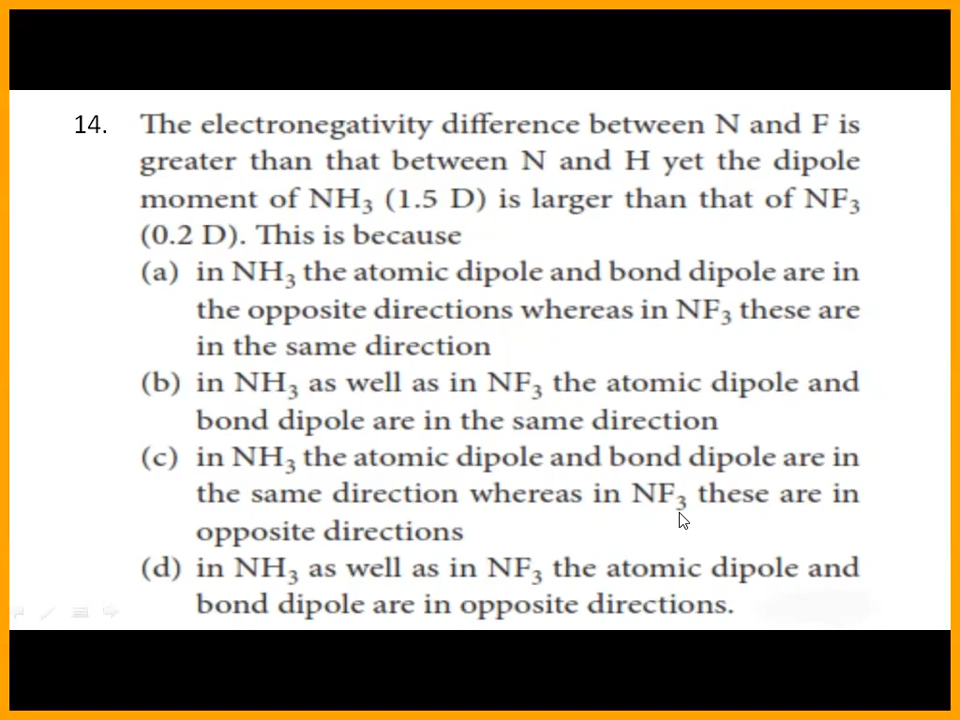 14. The electronegativity difference between N and F is
greater than that between N and H yet the dipole
moment of NH₃ (1.5 D) is larger than that of NF₃
(0.2 D). This is because
(a) in NH₃ the atomic dipole and bond dipole are in
the opposite directions whereas in NF₃ these are
in the same direction
(b) in NH₃ as well as in NF₃ the atomic dipole and
bond dipole are in the same direction
(c) in NH₃ the atomic dipole and bond dipole are in
the same direction whereas in NF₃ these are in
opposite directions
(d) in NH₃ as well as in NF₃ the atomic dipole and
bond dipole are in opposite directions.